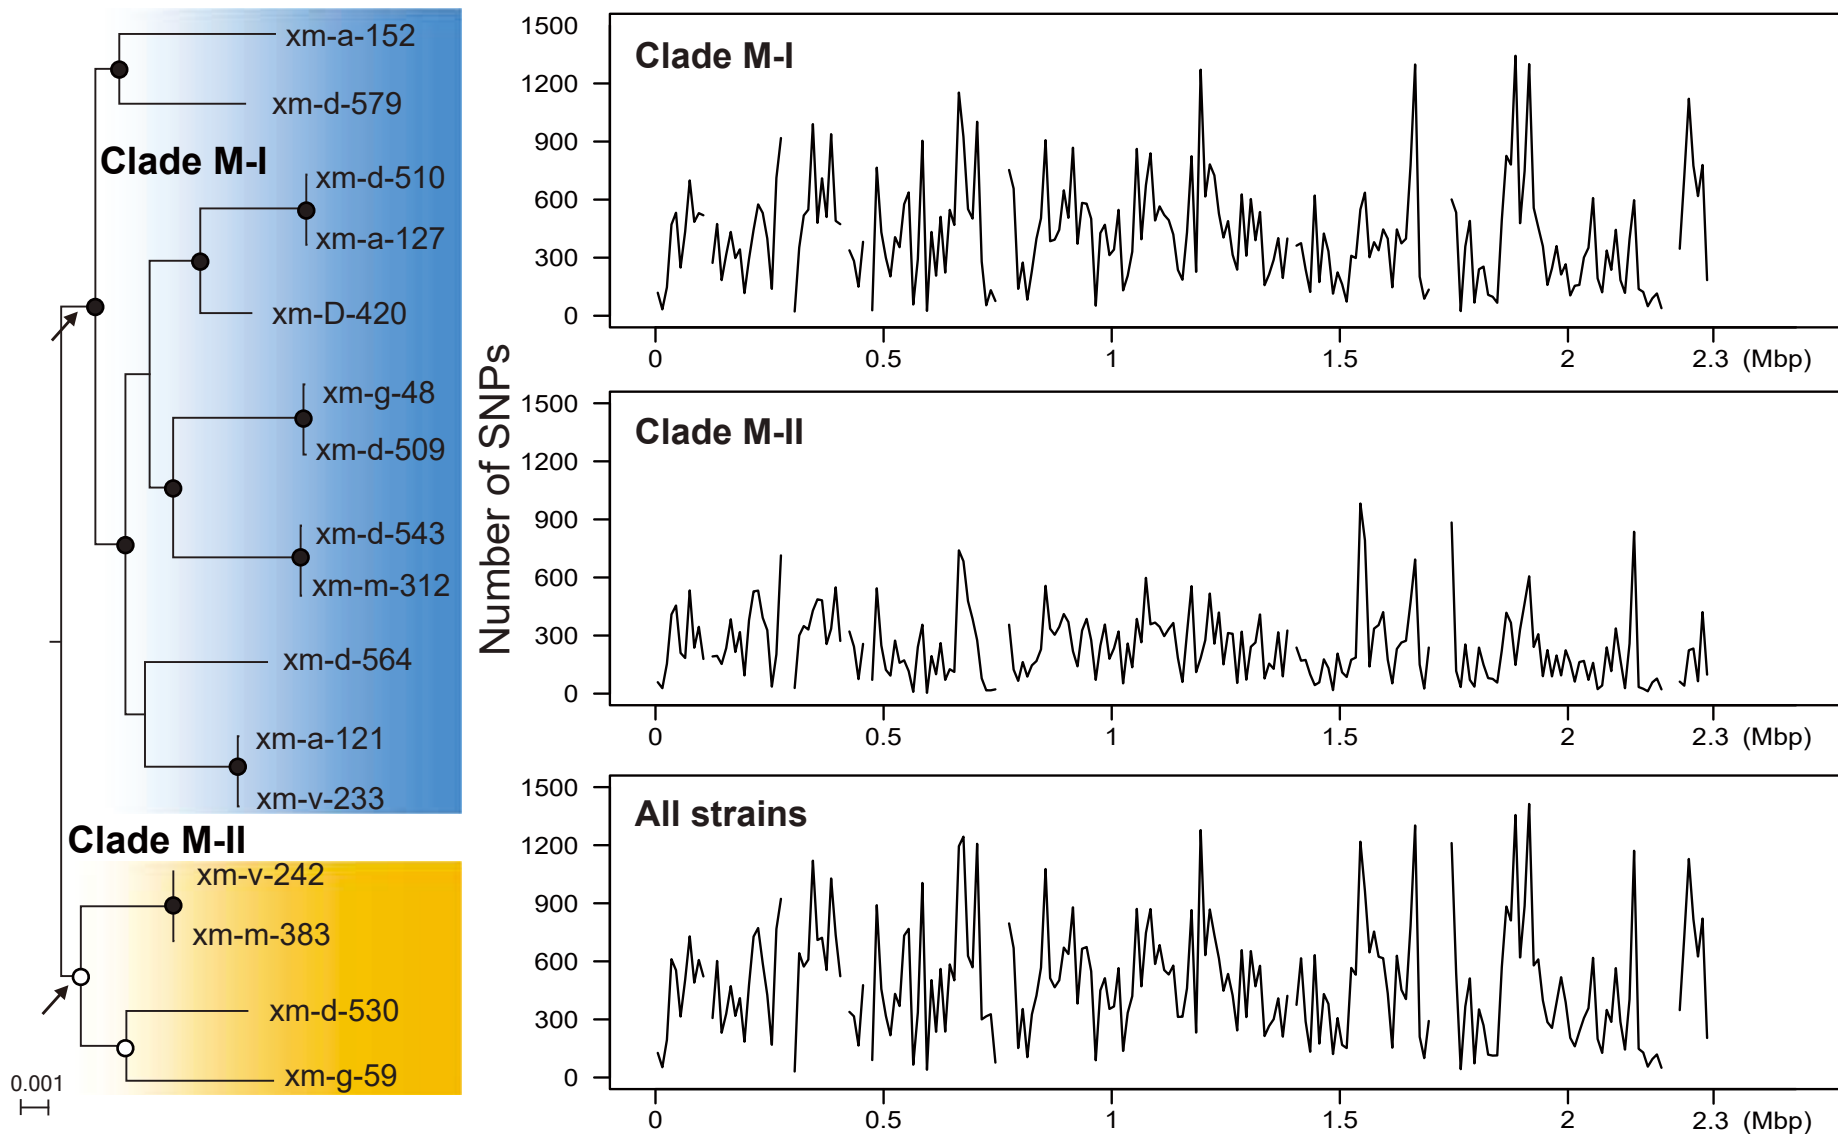 xm-a-152
xm-d-579
Clade M-I
xm-d-510
xm-a-127
xm-D-420
xm-g-48
xm-d-509
xm-d-543
xm-m-312
xm-d-564
xm-a-121
xm-v-233
Clade M-II
xm-v-242
xm-m-383
xm-d-530
xm-g-59
0.001
Number of SNPs
Clade M-I
1500
1200
900
600
300
0
0 0.5 1 1.5 2 2.3 (Mbp)
Clade M-II
1500
1200
900
600
300
0
0 0.5 1 1.5 2 2.3 (Mbp)
All strains
1500
1200
900
600
300
0
0 0.5 1 1.5 2 2.3 (Mbp)